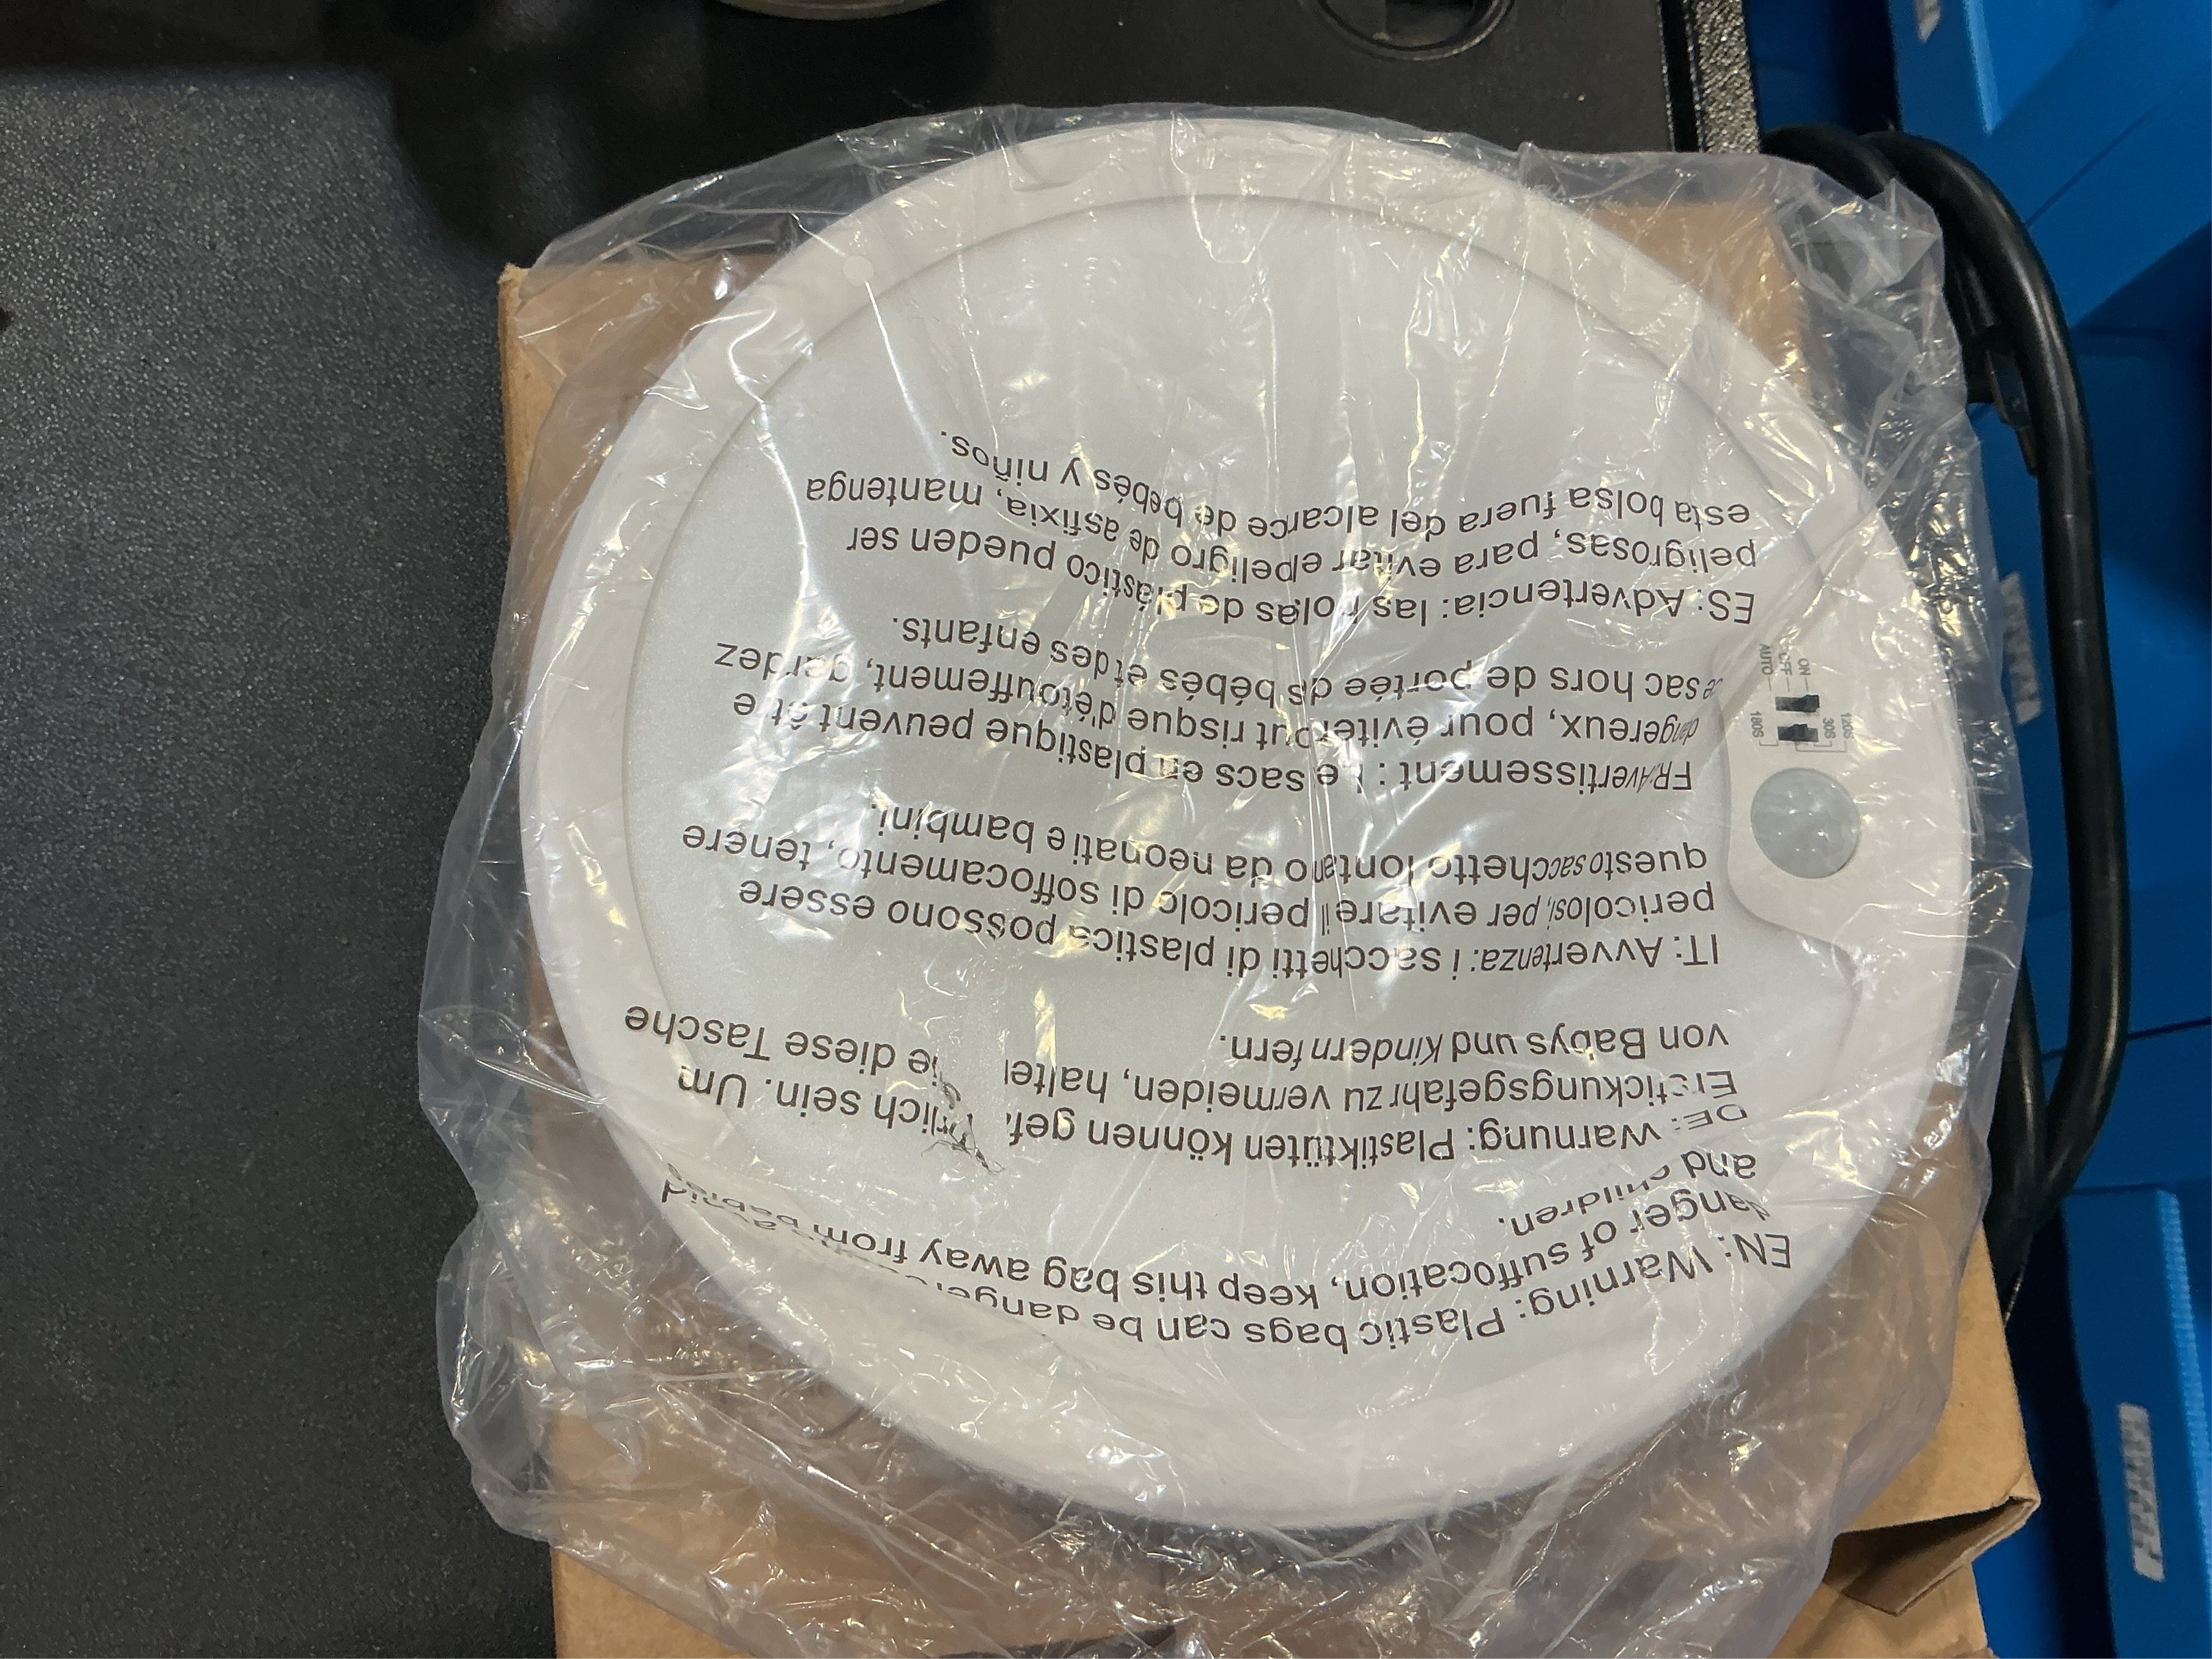 EN: Warning: Plastic bags can be
danger of suffocation, keep this bag away from
and children.
DE: Warnung: Plastiktüten können sein. Um
Erstickungsgefahr zu vermeiden, diese Tasche
von Babys und Kindern fern.
IT: Avvertenza: i sacchetti di plastica possono essere
pericolosi, per evitare il pericolo di soffocamento, tenere
questo sacchetto lontano da neonati e bambini.
FR: Avertissement : sacs en plastique peuvent
dangereux, pour éviter risque d'étouffement, gardez
ce sac hors de portée des bébés et des enfants.
ES: Advertencia: las de plástico pueden ser
peligrosas, para evitar peligro de asfixia, mantenga
esta bolsa fuera del alcance de bebés y niños.
ON
OFF
AUTO
120S
30S
180S